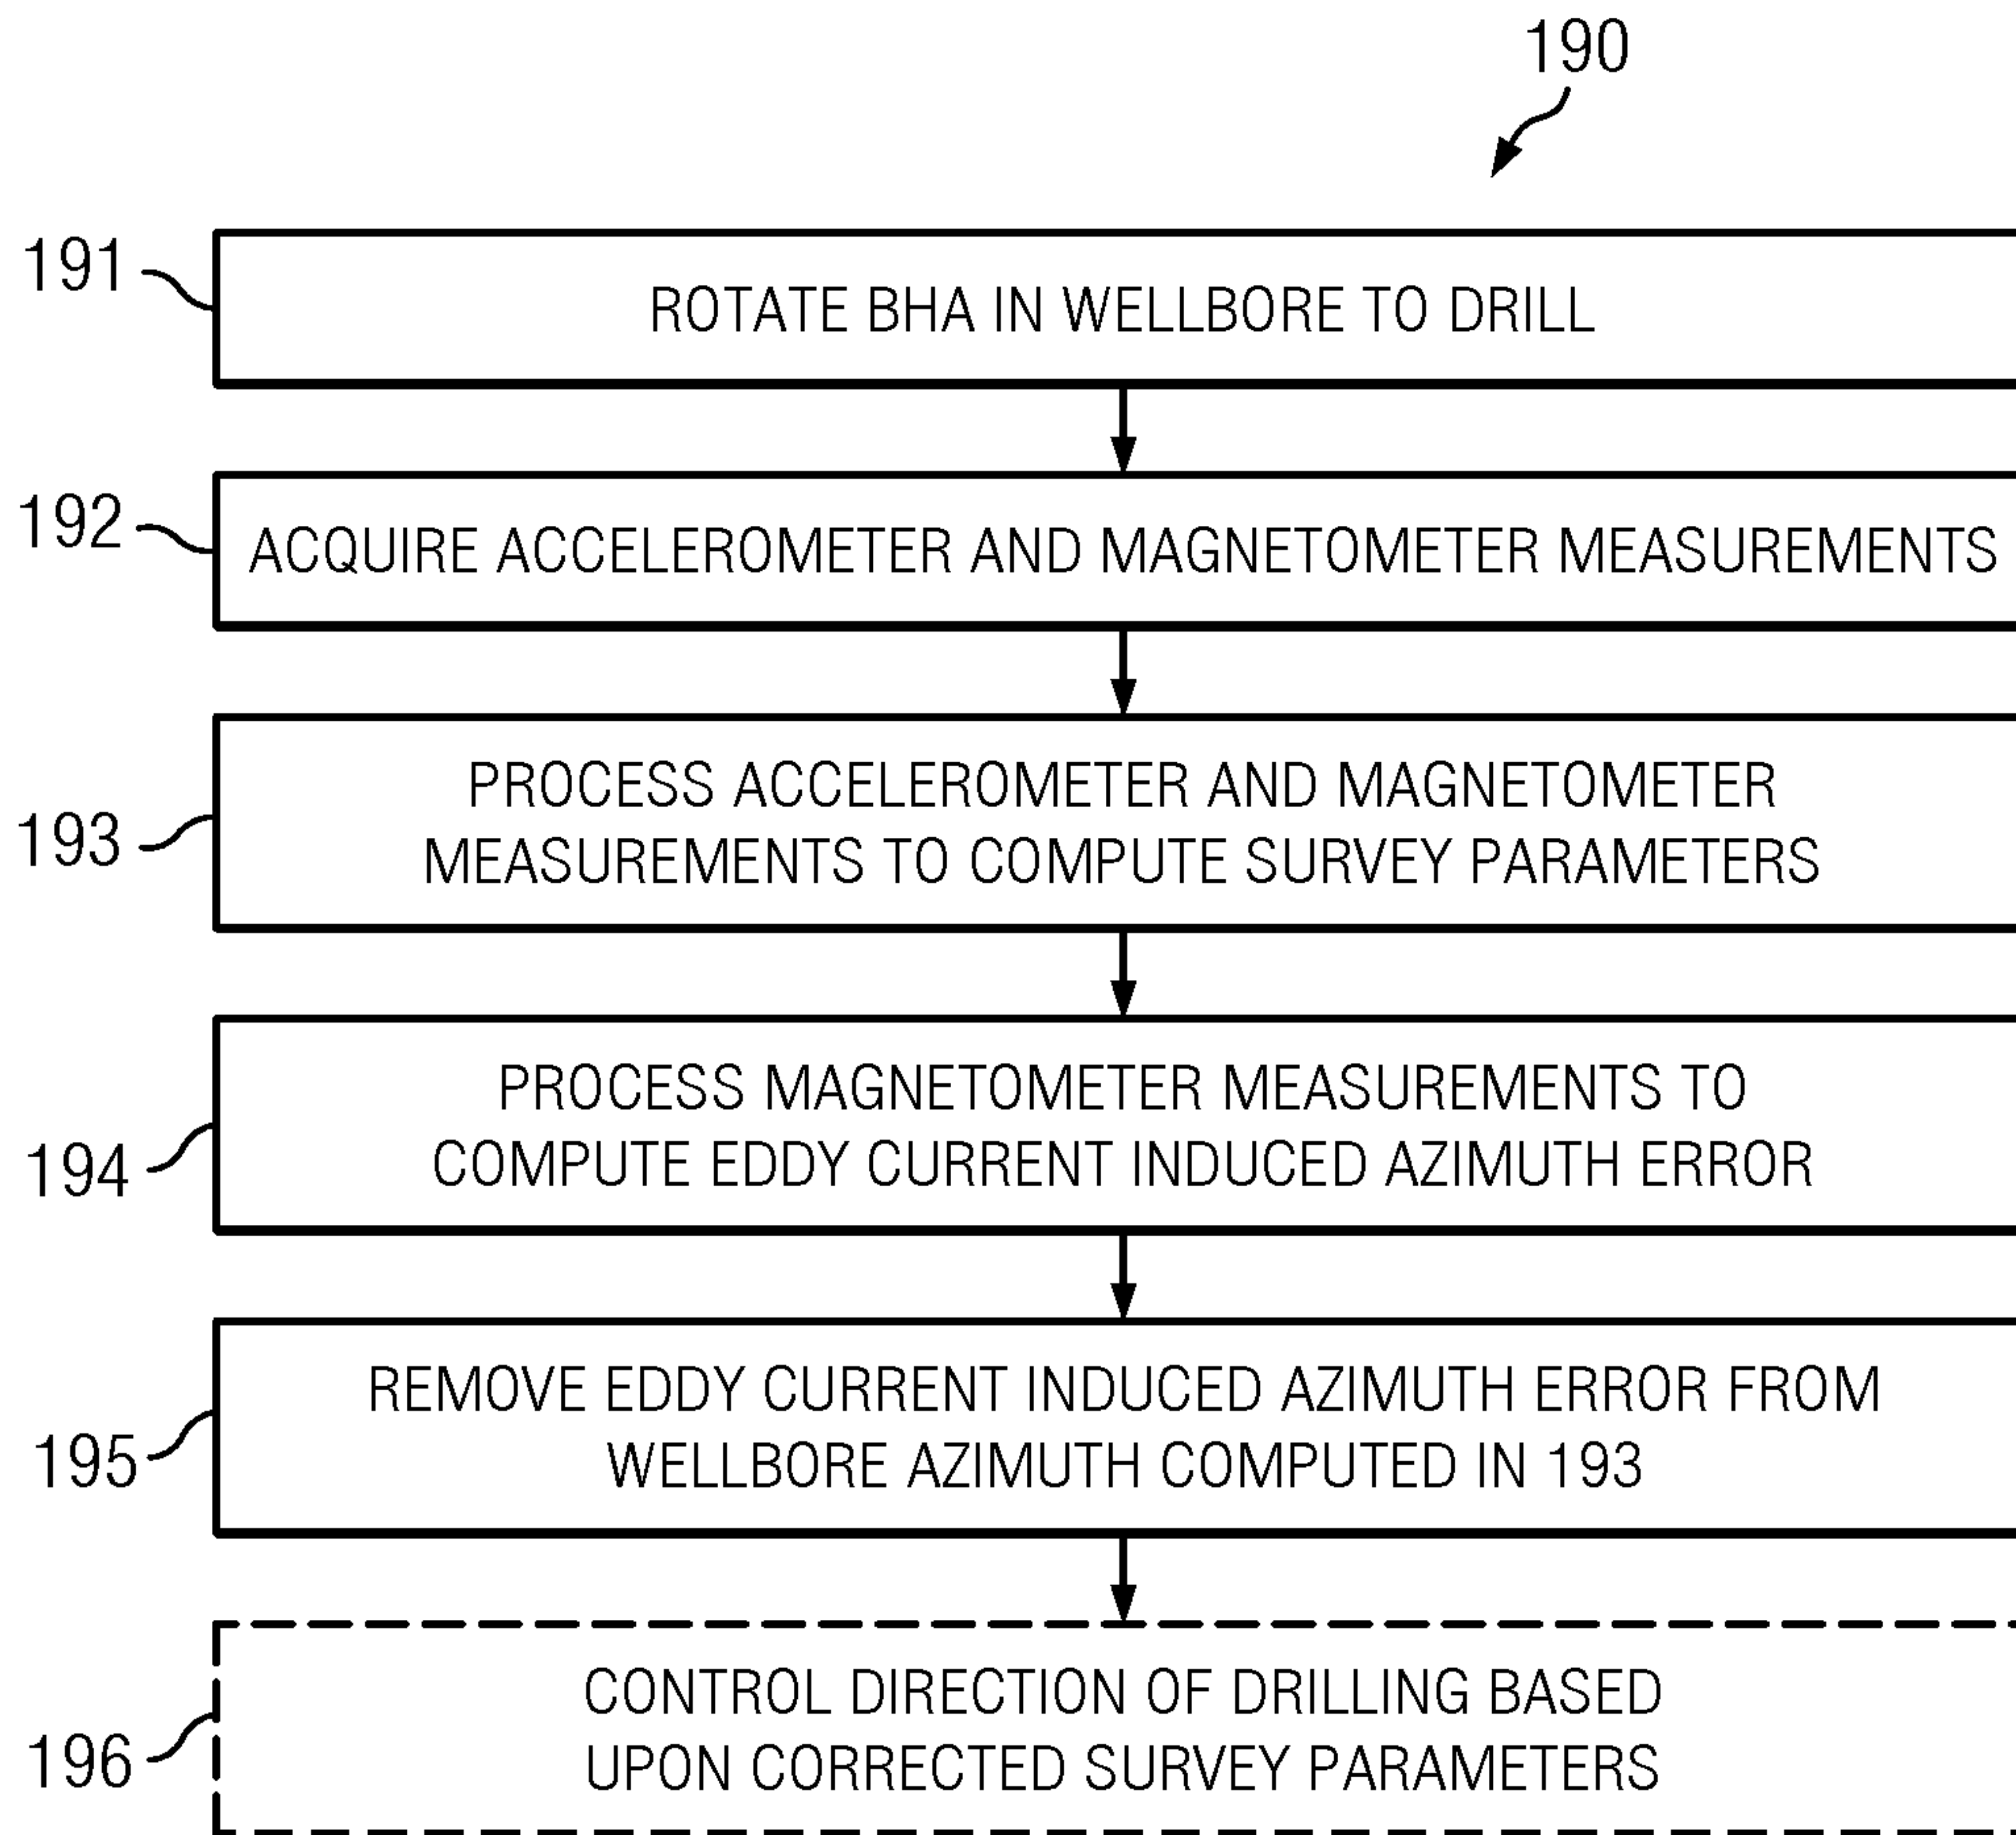 190
191
ROTATE BHA IN WELLBORE TO DRILL
192
ACQUIRE ACCELEROMETER AND MAGNETOMETER MEASUREMENTS
193
PROCESS ACCELEROMETER AND MAGNETOMETER
MEASUREMENTS TO COMPUTE SURVEY PARAMETERS
194
PROCESS MAGNETOMETER MEASUREMENTS TO
COMPUTE EDDY CURRENT INDUCED AZIMUTH ERROR
195
REMOVE EDDY CURRENT INDUCED AZIMUTH ERROR FROM
WELLBORE AZIMUTH COMPUTED IN 193
196
CONTROL DIRECTION OF DRILLING BASED
UPON CORRECTED SURVEY PARAMETERS